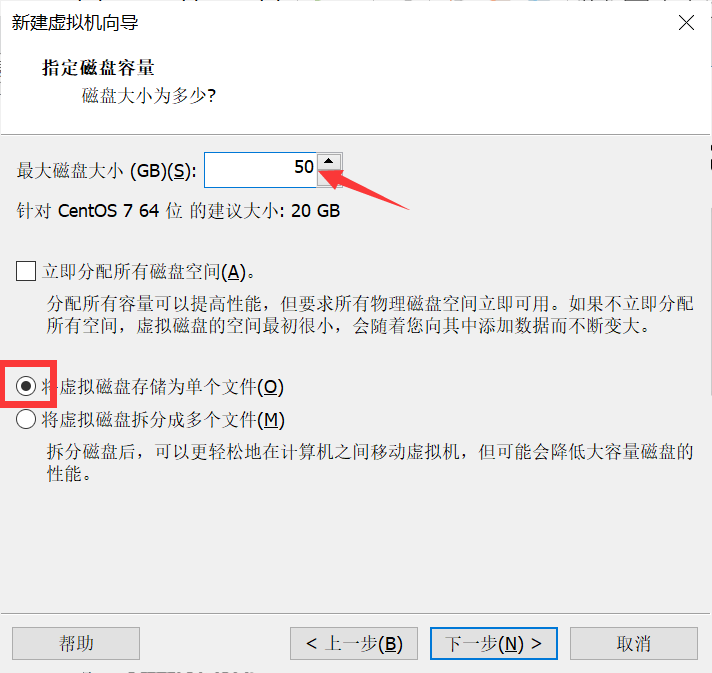 新建虚拟机向导
指定磁盘容量
磁盘大小为多少?
最大磁盘大小 (GB)(S): 50
针对 CentOS 7 64 位 的建议大小: 20 GB
立即分配所有磁盘空间(A)。
分配所有容量可以提高性能，但要求所有物理磁盘空间立即可用。如果不立即分配
所有空间，虚拟磁盘的空间最初很小，会随着您向其中添加数据而不断变大。
将虚拟磁盘存储为单个文件(O)
将虚拟磁盘拆分成多个文件(M)
拆分磁盘后，可以更轻松地在计算机之间移动虚拟机，但可能会降低大容量磁盘的
性能。
帮助 < 上一步(B) 下一步(N) > 取消